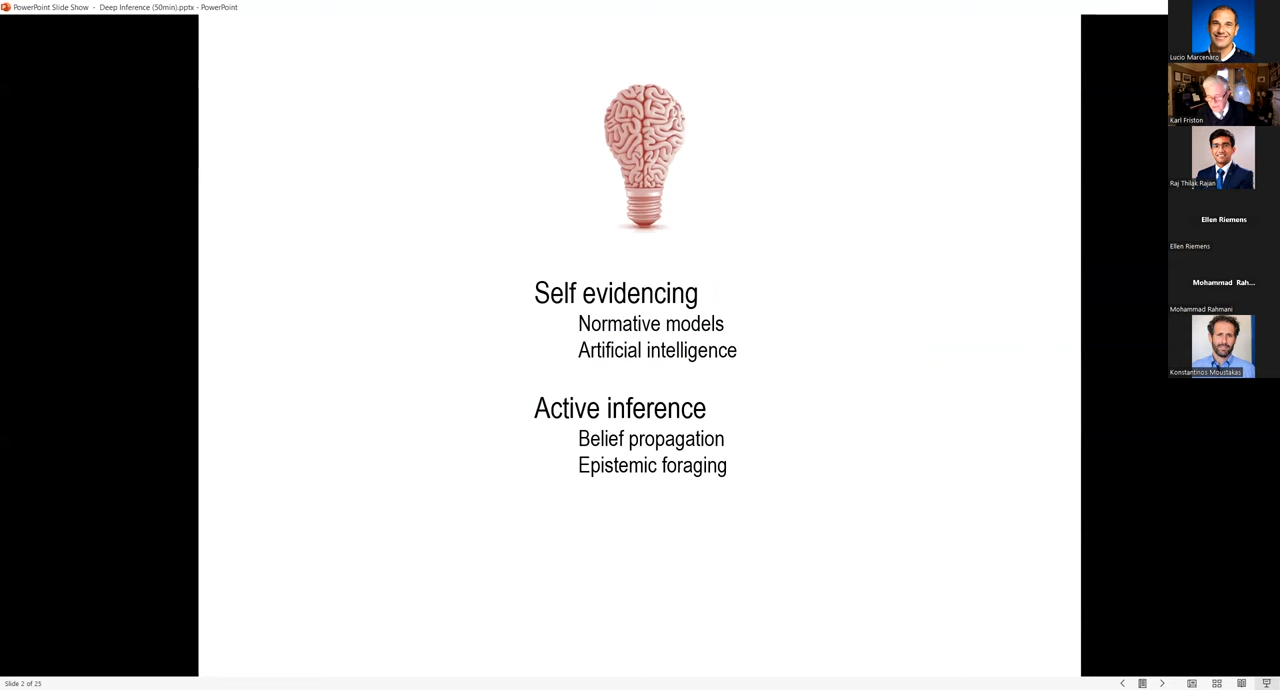 PowerPoint Slide Show - Deep Inference (50min).pptx - PowerPoint
Self evidencing
Normative models
Artificial intelligence
Active inference
Belief propagation
Epistemic foraging
Lucio Marcenaro
Karl Friston
Raj Thilak Rajan
Ellen Riemens
Ellen Riemens
Mohammad Rah...
Mohammad Rahmani
Konstantinos Moustakas
Slide 2 of 25